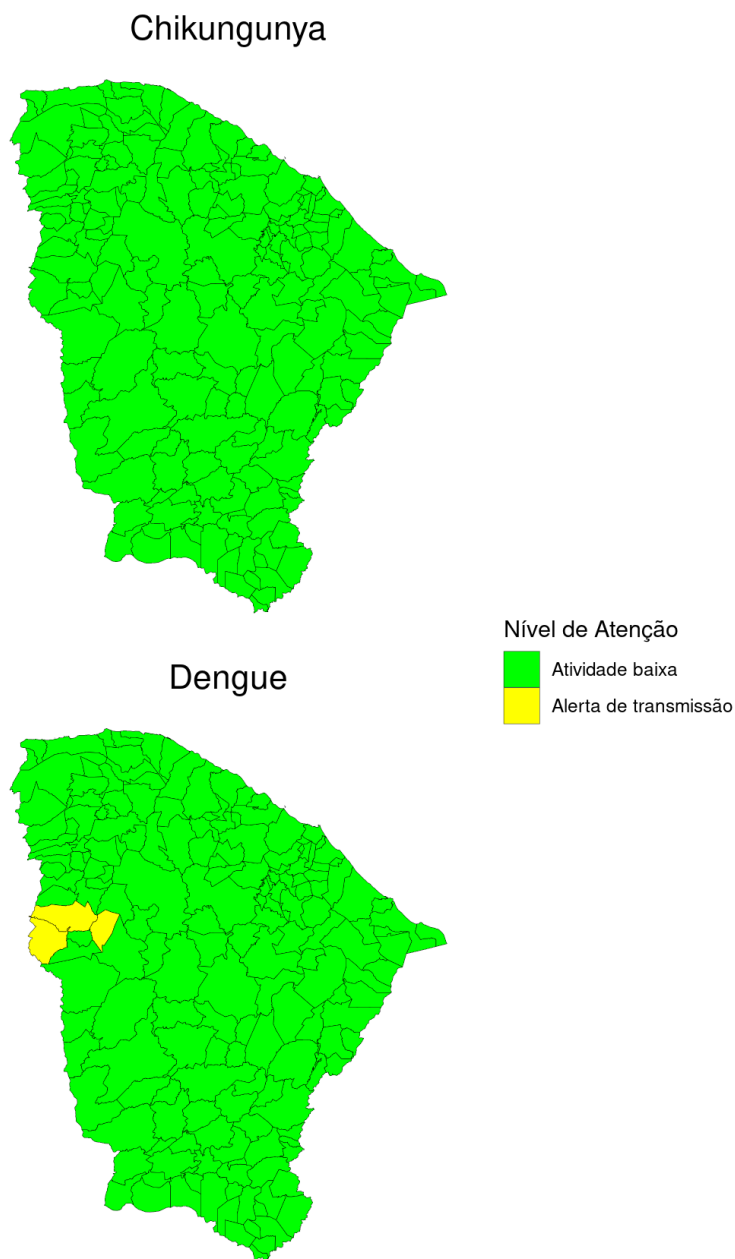 Chikungunya
Nível de Atenção
Atividade baixa
Alerta de transmissão
Dengue